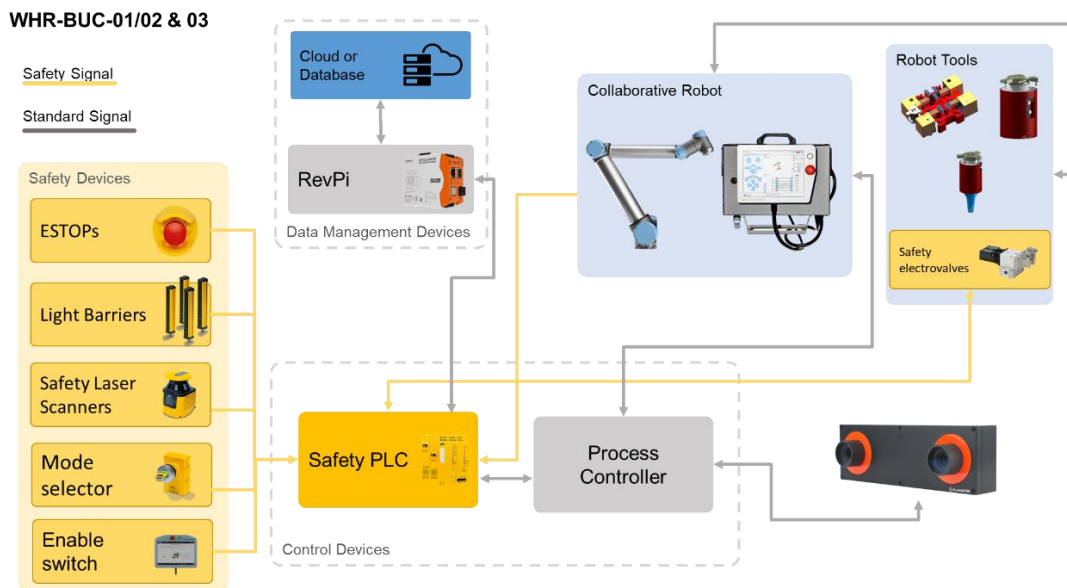 WHR-BUC-01/02 & 03
Safety Signal
Standard Signal
Safety Devices
ESTOPs
Light Barriers
Safety Laser
Scanners
Mode
selector
Enable
switch
Cloud or
Database
RevPi
Data Management Devices
Collaborative Robot
Robot Tools
Safety
electrovalves
Safety PLC
Process
Controller
Control Devices